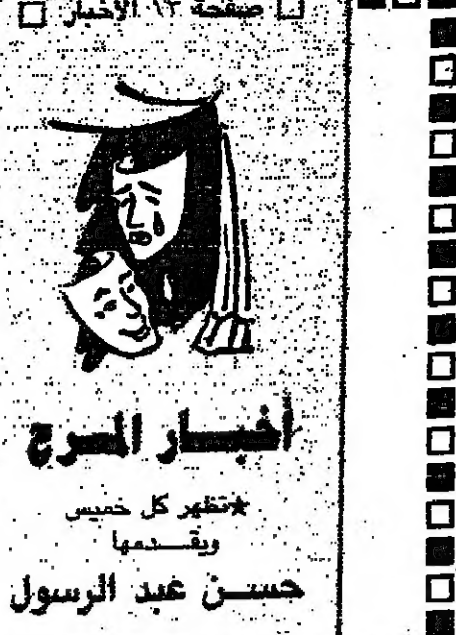 □ صفحة ١٢ الأخبار □
أخبار المسرح
★تظهر كل خميس
ويقدمها
حسن عبد الرسول